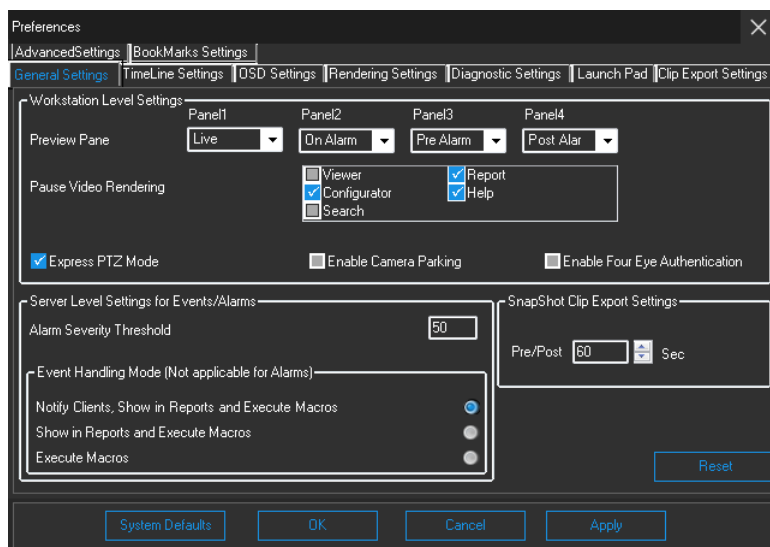 Preferences
AdvancedSettings BookMarks Settings
General Settings TimeLine Settings OSD Settings Rendering Settings Diagnostic Settings Launch Pad Clip Export Settings
Workstation Level Settings
Panel1 Panel2 Panel3 Panel4
Preview Pane Live On Alarm Pre Alarm Post Alar
Viewer Report
Pause Video Rendering Configurator Help
Search
Express PTZ Mode Enable Camera Parking Enable Four Eye Authentication
Server Level Settings for Events/Alarms SnapShot Clip Export Settings
Alarm Severity Threshold 50
Pre/Post 60 Sec
Event Handling Mode (Not applicable for Alarms)
Notify Clients, Show in Reports and Execute Macros
Show in Reports and Execute Macros
Execute Macros
Reset
System Defaults OK Cancel Apply